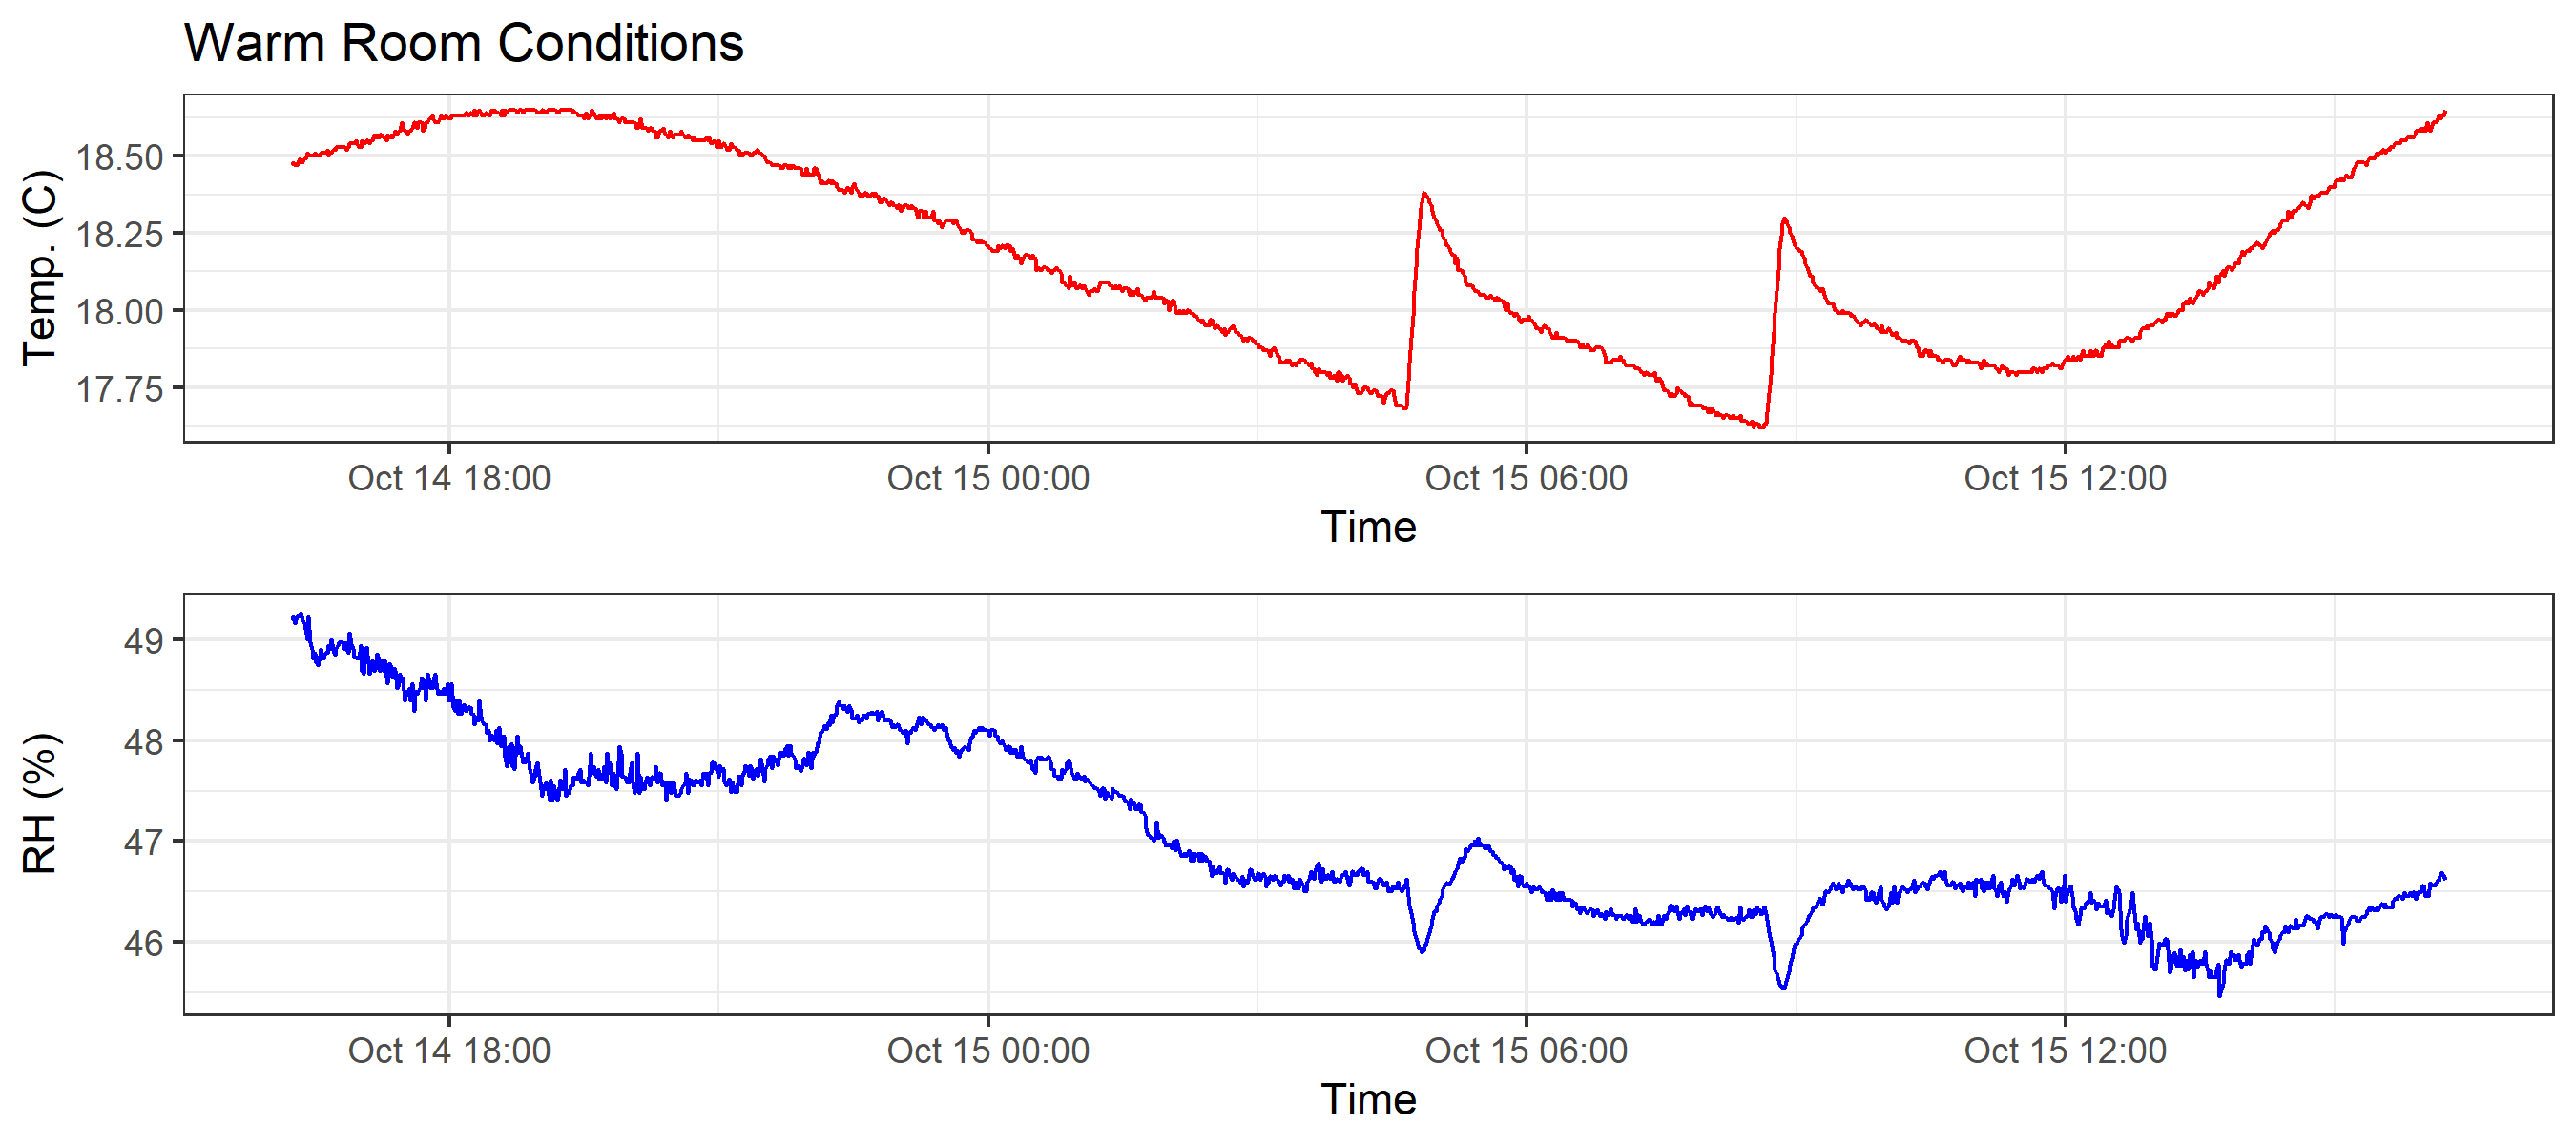 Warm Room Conditions
Temp. (C)
18.50
18.25
18.00
17.75
Oct 14 18:00 Oct 15 00:00 Oct 15 06:00 Oct 15 12:00
Time
RH (%)
49
48
47
46
Oct 14 18:00 Oct 15 00:00 Oct 15 06:00 Oct 15 12:00
Time